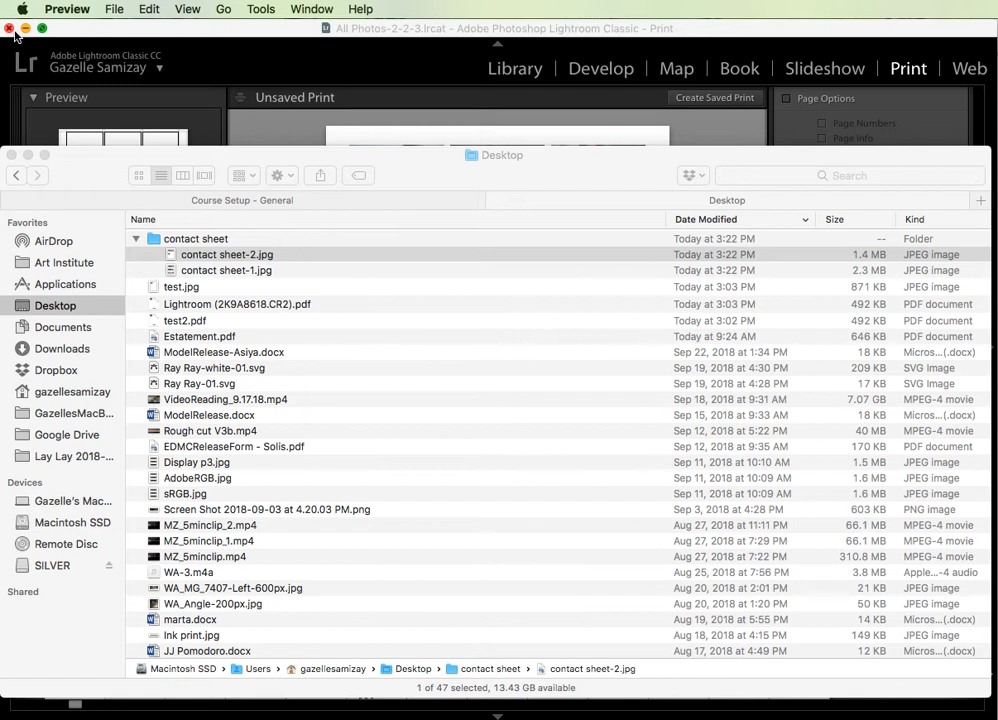 Preview File Edit View Go Tools Window Help
All Photos-2-2-3.lrcat - Adobe Photoshop Lightroom Classic - Print
Lr Adobe Lightroom Classic CC
Gazelle Samizay
Library | Develop | Map | Book | Slideshow | Print | Web
Preview Unsaved Print Create Saved Print Page Options
Page Numbers
Page Info
Desktop
Search
Course Setup - General Desktop
Favorites
AirDrop
Art Institute
Applications
Desktop
Documents
Downloads
Dropbox
gazellesamizay
GazellesMacB...
Google Drive
Lay Lay 2018-...
Devices
Gazelle's Mac...
Macintosh SSD
Remote Disc
SILVER
Shared
Name Date Modified Size Kind
contact sheet Today at 3:22 PM -- Folder
contact sheet-2.jpg Today at 3:22 PM 1.4 MB JPEG image
contact sheet-1.jpg Today at 3:22 PM 2.3 MB JPEG image
test.jpg Today at 3:03 PM 871 KB JPEG image
Lightroom (2K9A8618.CR2).pdf Today at 3:03 PM 492 KB PDF document
test2.pdf Today at 3:02 PM 492 KB PDF document
Estatement.pdf Today at 9:24 AM 646 KB PDF document
ModelRelease-Asiya.docx Sep 22, 2018 at 1:34 PM 18 KB Micros...(.docx)
Ray Ray-white-01.svg Sep 19, 2018 at 4:30 PM 209 KB SVG Image
Ray Ray-01.svg Sep 19, 2018 at 4:28 PM 17 KB SVG Image
VideoReading_9.17.18.mp4 Sep 18, 2018 at 9:31 AM 7.07 GB MPEG-4 movie
ModelRelease.docx Sep 15, 2018 at 9:33 AM 18 KB Micros...(.docx)
Rough cut V3b.mp4 Sep 12, 2018 at 5:22 PM 40 MB MPEG-4 movie
EDMCReleaseForm - Solis.pdf Sep 12, 2018 at 9:35 AM 170 KB PDF document
Display p3.jpg Sep 11, 2018 at 10:10 AM 1.5 MB JPEG image
AdobeRGB.jpg Sep 11, 2018 at 10:09 AM 1.6 MB JPEG image
sRGB.jpg Sep 11, 2018 at 10:09 AM 1.6 MB JPEG image
Screen Shot 2018-09-03 at 4.20.03 PM.png Sep 3, 2018 at 4:28 PM 603 KB PNG image
MZ_5minclip_2.mp4 Aug 27, 2018 at 11:11 PM 66.1 MB MPEG-4 movie
MZ_5minclip_1.mp4 Aug 27, 2018 at 7:29 PM 66.1 MB MPEG-4 movie
MZ_5minclip.mp4 Aug 27, 2018 at 7:22 PM 310.8 MB MPEG-4 movie
WA-3.m4a Aug 25, 2018 at 7:56 PM 3.8 MB Apple...-4 audio
WA_MG_7407-Left-600px.jpg Aug 20, 2018 at 2:01 PM 21 KB JPEG image
WA_Angle-200px.jpg Aug 20, 2018 at 1:20 PM 50 KB JPEG image
marta.docx Aug 19, 2018 at 5:55 PM 14 KB Micros...(.docx)
Ink print.jpg Aug 18, 2018 at 4:15 PM 149 KB JPEG image
JJ Pomodoro.docx Aug 17, 2018 at 4:49 PM 12 KB Micros...(.docx)
Macintosh SSD Users gazellesamizay Desktop contact sheet contact sheet-2.jpg
1 of 47 selected, 13.43 GB available